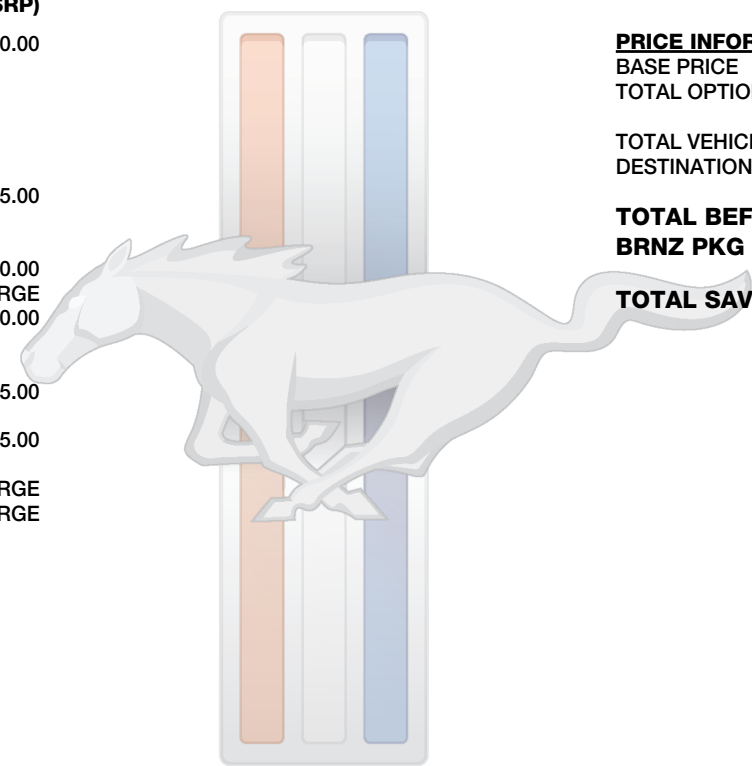 SRP)
0.00
5.00
0.00
RGE
0.00
5.00
5.00
RGE
RGE
PRICE INFOR
BASE PRICE
TOTAL OPTIO
TOTAL VEHICL
DESTINATION
TOTAL BEF
BRNZ PKG
TOTAL SAV